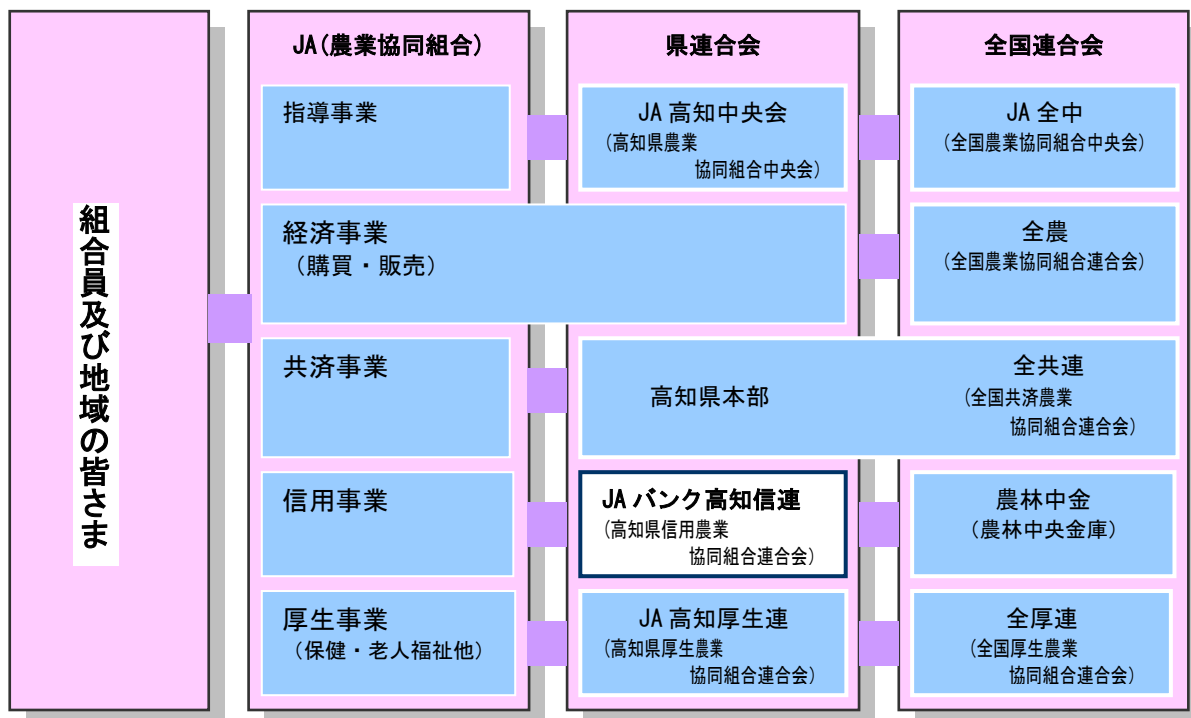 組合員及び地域の皆さま
JA(農業協同組合)
指導事業
経済事業
(購買・販売)
共済事業
信用事業
厚生事業
(保健・老人福祉他)
県連合会
JA高知中央会
(高知県農業
協同組合中央会)
高知県本部
JAバンク高知信連
(高知県信用農業
協同組合連合会)
JA高知厚生連
(高知県厚生農業
協同組合連合会)
全国連合会
JA全中
(全国農業協同組合中央会)
全農
(全国農業協同組合連合会)
全共連
(全国共済農業
協同組合連合会)
農林中金
(農林中央金庫)
全厚連
(全国厚生農業
協同組合連合会)